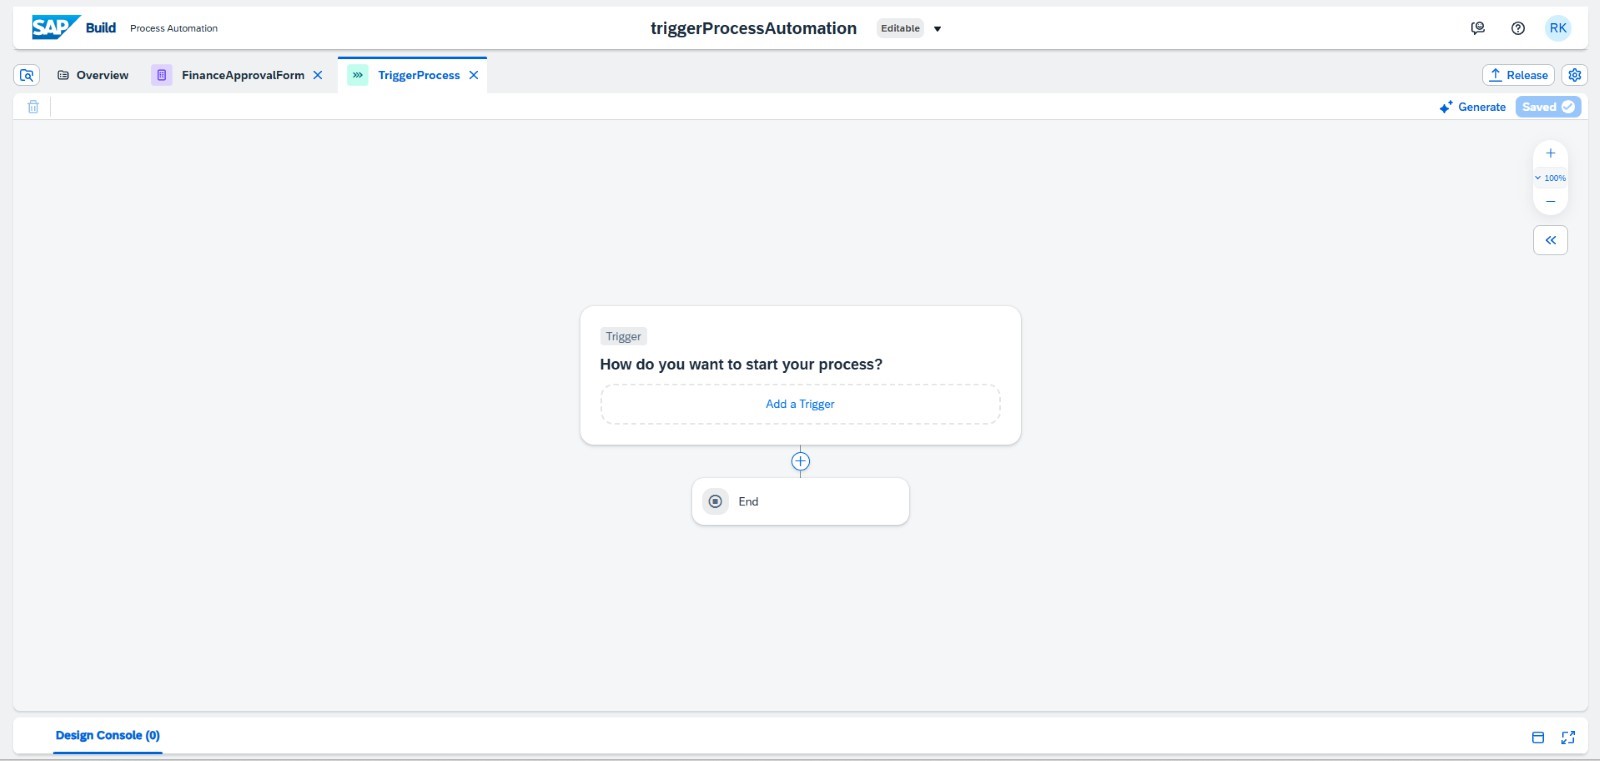 SAP Build Process Automation triggerProcessAutomation Editable RK
Overview FinanceApprovalForm TriggerProcess Release
Generate Saved
100%
Trigger
How do you want to start your process?
Add a Trigger
End
Design Console (0)